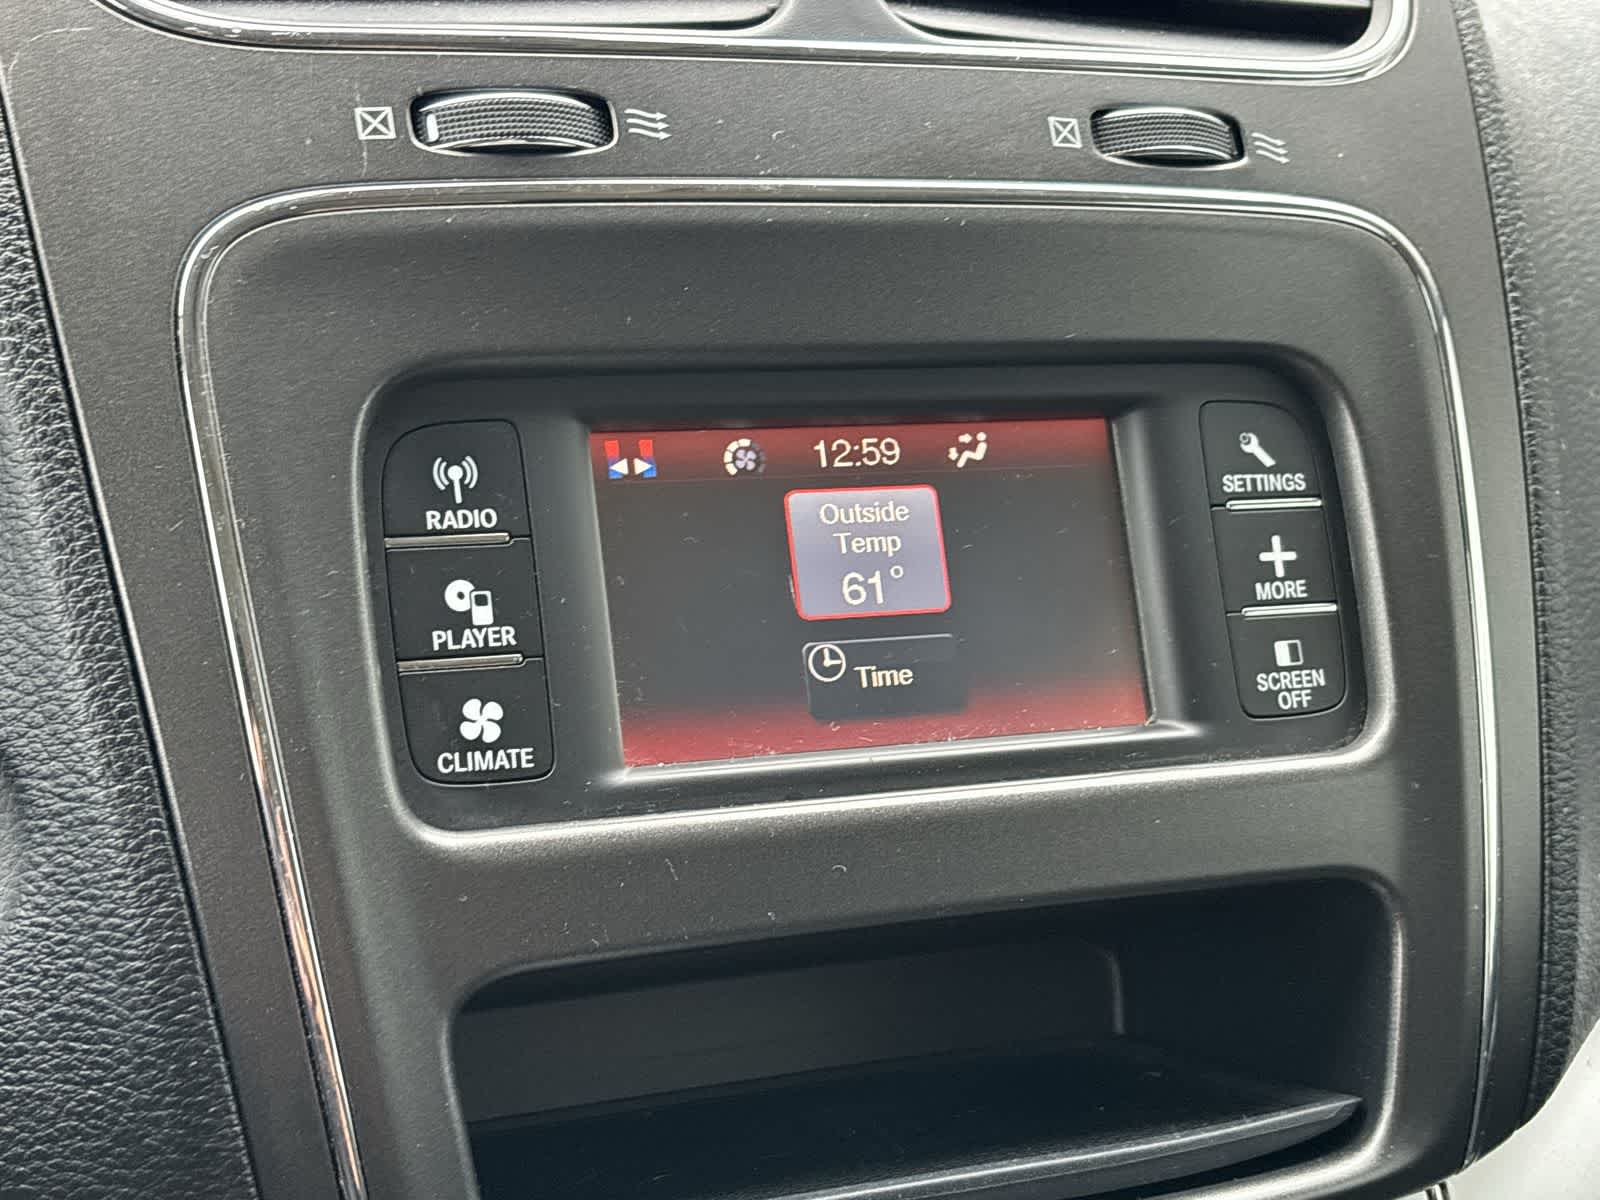 12:59
RADIO
PLAYER
CLIMATE
Outside
Temp
61°
Time
SETTINGS
MORE
SCREEN
OFF